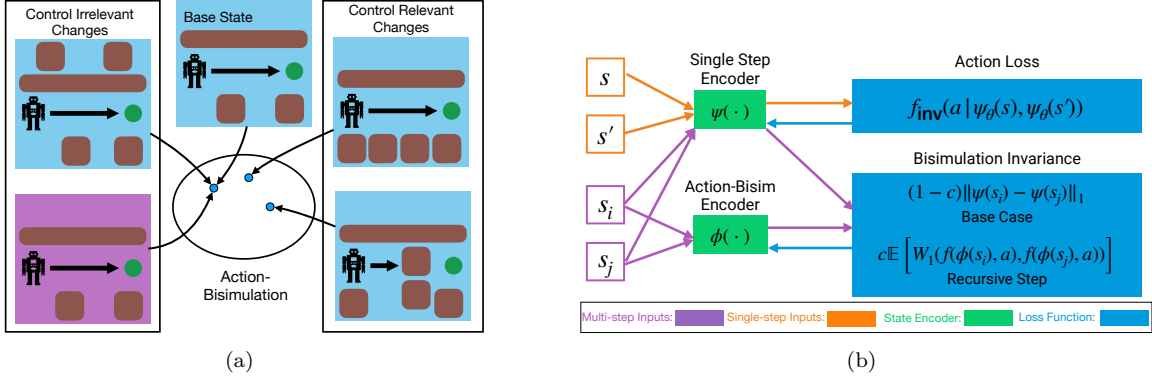 Control Irrelevant
Changes
Base State
Control Relevant
Changes
Action-
Bisimulation
(a)
Single Step
Encoder
Action Loss
s
s′
ψ( · )
f_inv(a | ψ_θ(s), ψ_θ(s′))
Bisimulation Invariance
s_i
s_j
Action-Bisim
Encoder
ϕ( · )
(1 − c)‖ψ(s_i) − ψ(s_j)‖_1
Base Case
c𝔼 [W_1(f(ϕ(s_i), a), f(ϕ(s_j), a))]
Recursive Step
Multi-step Inputs: Single-step Inputs: State Encoder: Loss Function:
(b)